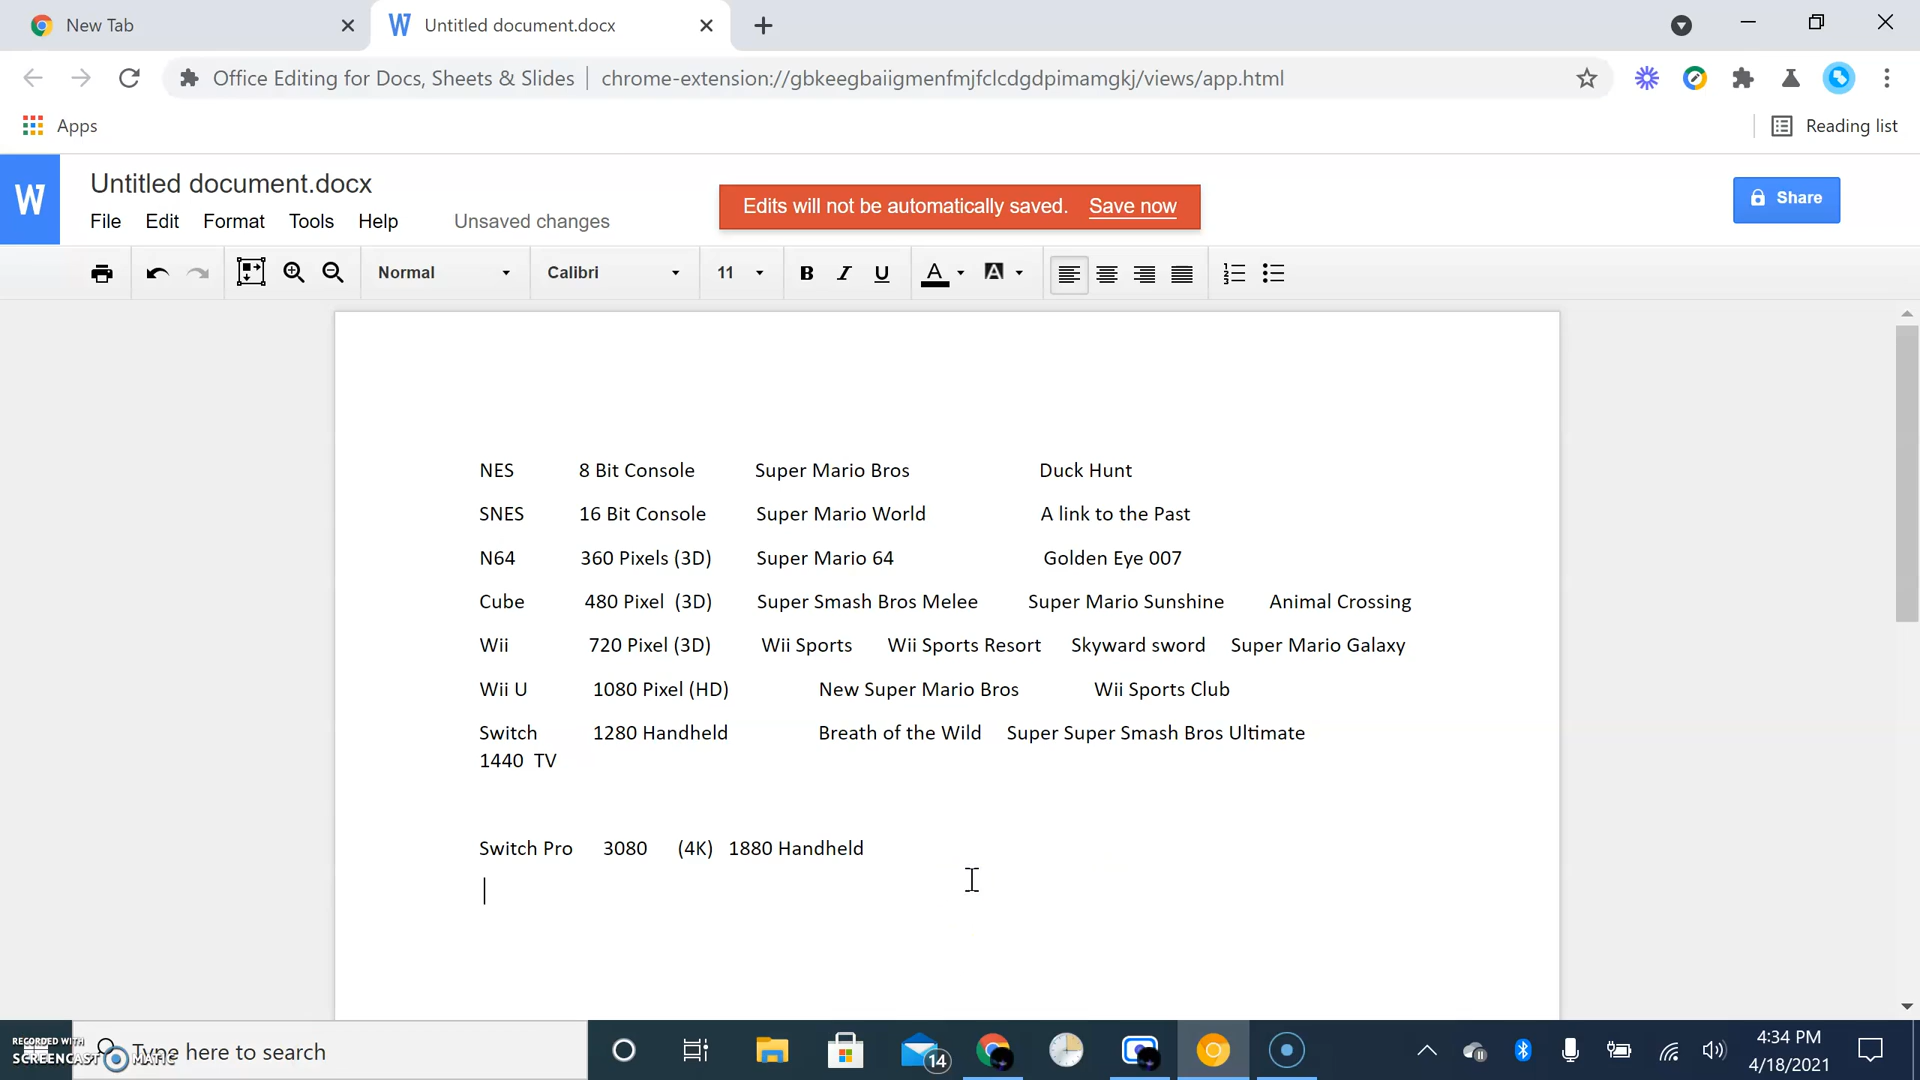 New Tab
Untitled document.docx
Office Editing for Docs, Sheets & Slides | chrome-extension://gbkeegbaiigmenfmjfclcdgdpimamgkj/views/app.html
Apps
Reading list
W
Untitled document.docx
File Edit Format Tools Help Unsaved changes
Edits will not be automatically saved. Save now
Share
Normal Calibri 11 B I U A A
NES 8 Bit Console Super Mario Bros Duck Hunt
SNES 16 Bit Console Super Mario World A link to the Past
N64 360 Pixels (3D) Super Mario 64 Golden Eye 007
Cube 480 Pixel (3D) Super Smash Bros Melee Super Mario Sunshine Animal Crossing
Wii 720 Pixel (3D) Wii Sports Wii Sports Resort Skyward sword Super Mario Galaxy
Wii U 1080 Pixel (HD) New Super Mario Bros Wii Sports Club
Switch 1280 Handheld Breath of the Wild Super Super Smash Bros Ultimate
1440 TV
Switch Pro 3080 (4K) 1880 Handheld
RECORDED WITH
SCREENCAST MATIC
Type here to search
14
4:34 PM
4/18/2021